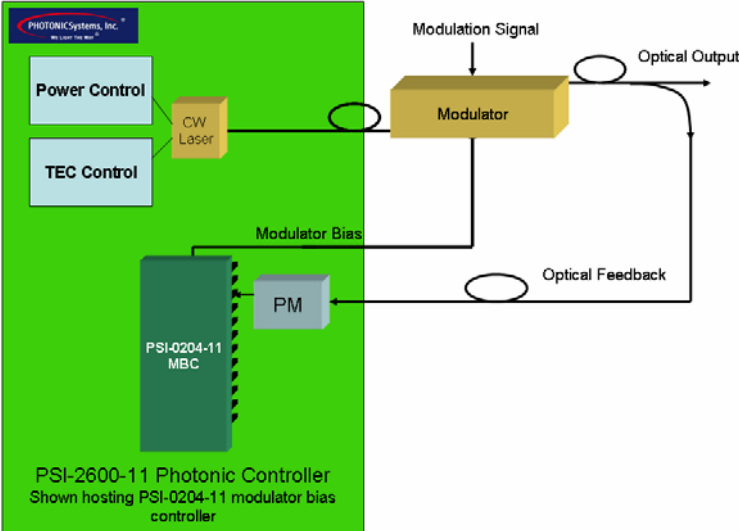 PHOTONICSystems, Inc.®
WE LIGHT THE WAY®
Modulation Signal
Optical Output
Power Control
CW
Laser
Modulator
TEC Control
Modulator Bias
Optical Feedback
PM
PSI-0204-11
MBC
PSI-2600-11 Photonic Controller
Shown hosting PSI-0204-11 modulator bias
controller